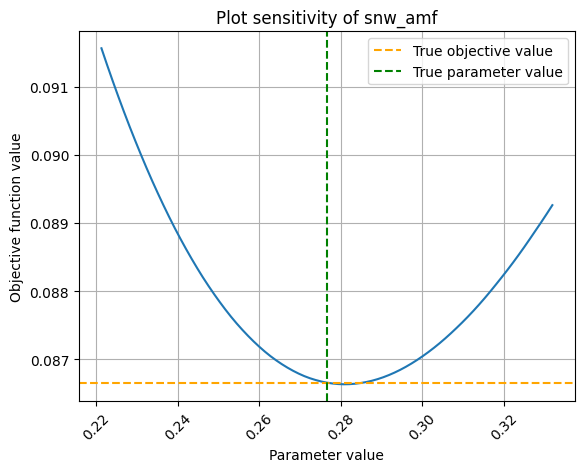 Plot sensitivity of snw_amf
True objective value
True parameter value
0.091
0.090
0.089
0.088
0.087
Objective function value
0.22
0.24
0.26
0.28
0.30
0.32
Parameter value